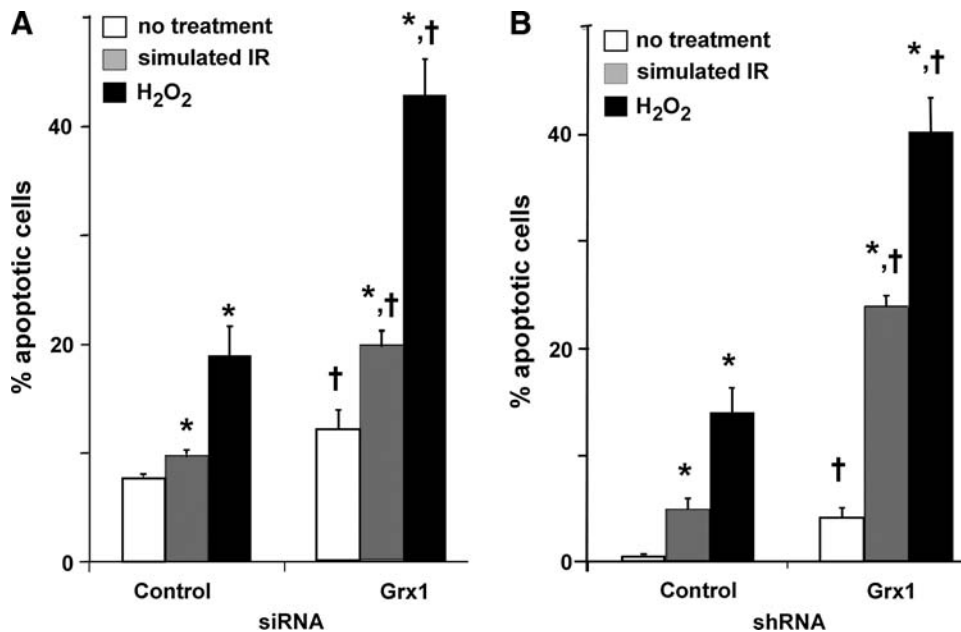 A
no treatment
simulated IR
H2O2
% apoptotic cells
40
20
0
*
*
†
*,†
*,†
Control
Grx1
siRNA
B
no treatment
simulated IR
H2O2
% apoptotic cells
40
20
0
*
*
†
*,†
*,†
Control
Grx1
shRNA